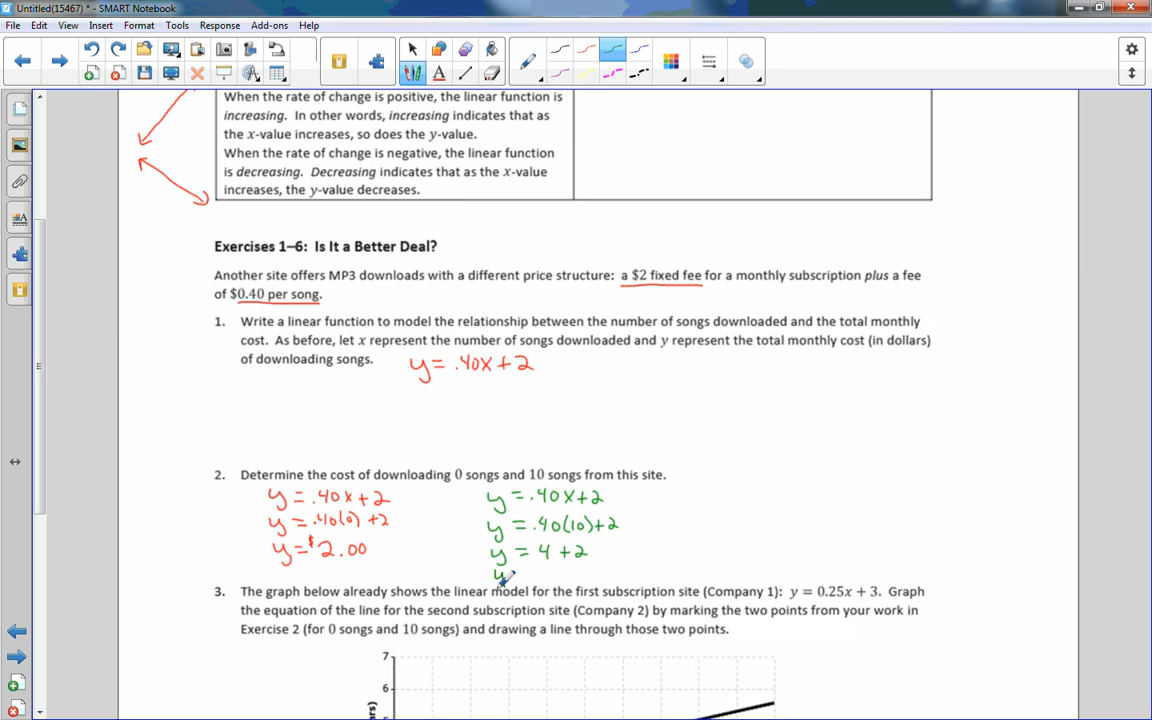 Untitled(15467) * - SMART Notebook
File Edit View Insert Format Tools Response Add-ons Help
When the rate of change is positive, the linear function is
increasing. In other words, increasing indicates that as
the x-value increases, so does the y-value.
When the rate of change is negative, the linear function
is decreasing. Decreasing indicates that as the x-value
increases, the y-value decreases.
Exercises 1–6: Is It a Better Deal?
Another site offers MP3 downloads with a different price structure: a $2 fixed fee for a monthly subscription plus a fee
of $0.40 per song.
1. Write a linear function to model the relationship between the number of songs downloaded and the total monthly
cost. As before, let x represent the number of songs downloaded and y represent the total monthly cost (in dollars)
of downloading songs.
y = .40x + 2
2. Determine the cost of downloading 0 songs and 10 songs from this site.
y = .40x + 2
y = .40(0) + 2
y = $2.00
y = .40x + 2
y = .40(10) + 2
y = 4 + 2
y
3. The graph below already shows the linear model for the first subscription site (Company 1): y = 0.25x + 3. Graph
the equation of the line for the second subscription site (Company 2) by marking the two points from your work in
Exercise 2 (for 0 songs and 10 songs) and drawing a line through those two points.
7
6